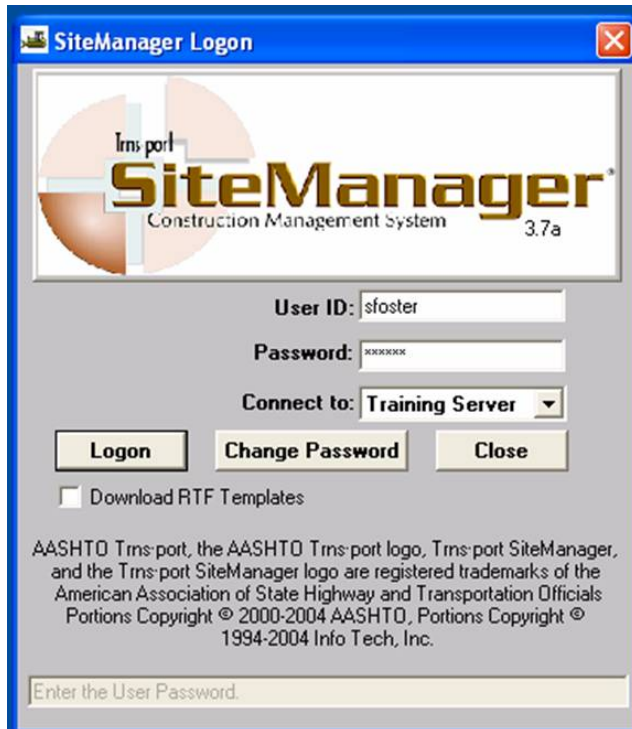 SiteManager Logon
Trns·port
SiteManager®
Construction Management System
3.7a
User ID: sfoster
Password: ××××××
Connect to: Training Server
Logon Change Password Close
Download RTF Templates
AASHTO Trns·port, the AASHTO Trns·port logo, Trns·port SiteManager,
and the Trns·port SiteManager logo are registered trademarks of the
American Association of State Highway and Transportation Officials
Portions Copyright © 2000-2004 AASHTO, Portions Copyright ©
1994-2004 Info Tech, Inc.
Enter the User Password.